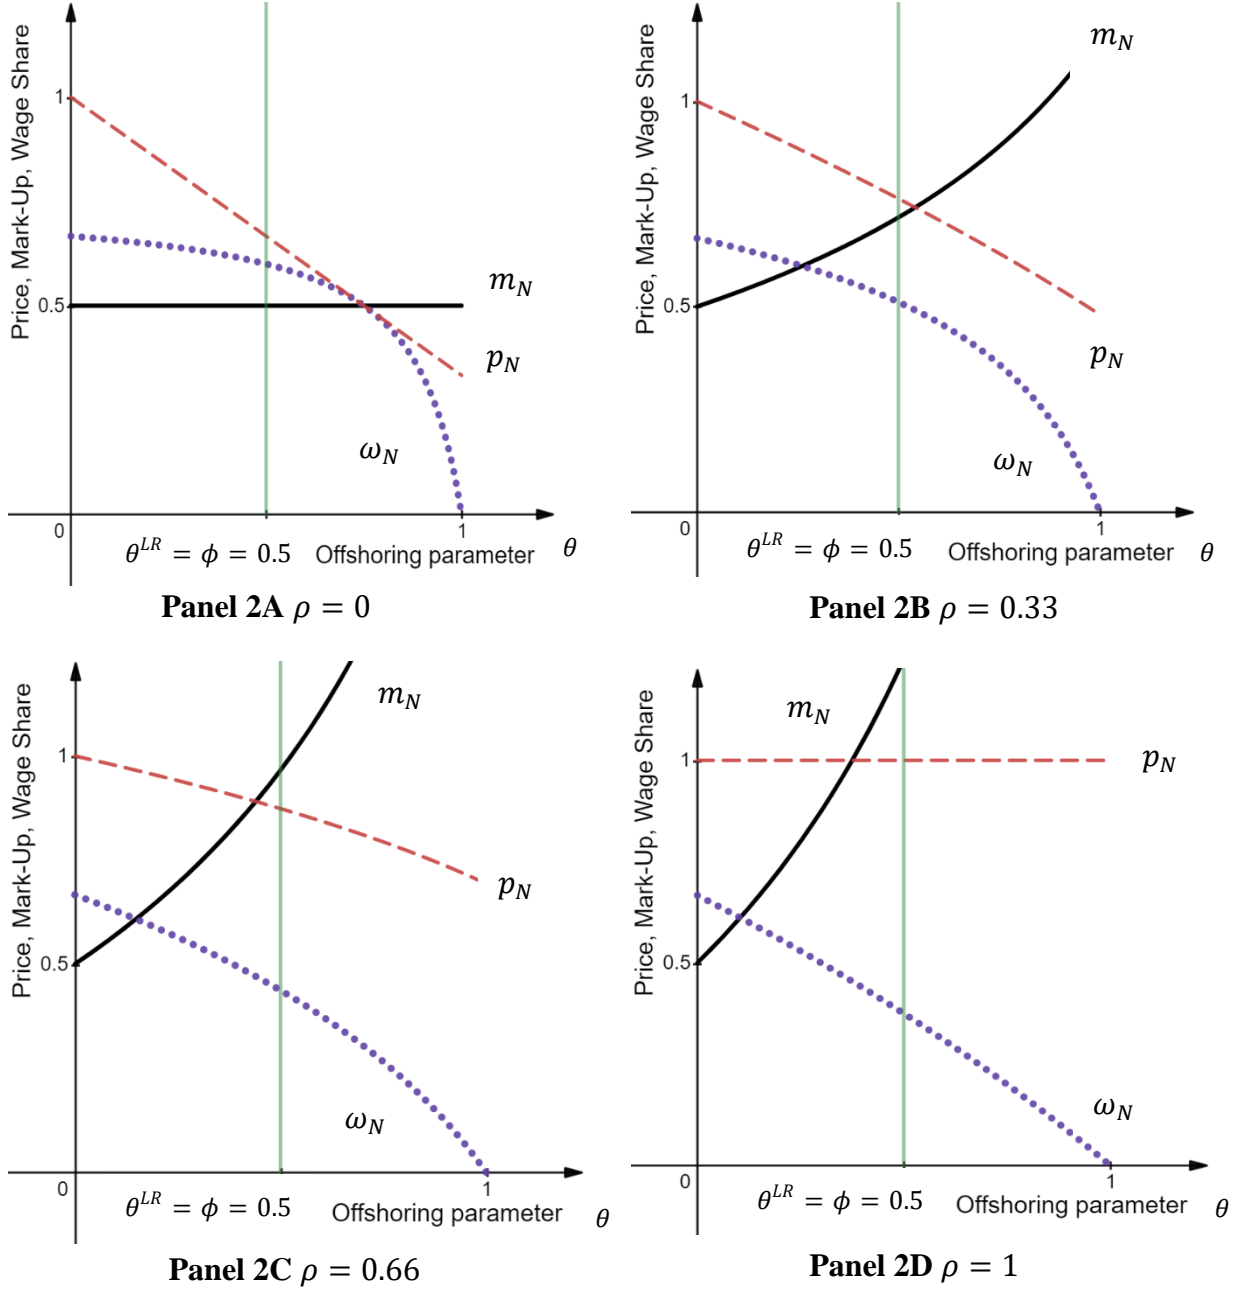 Price, Mark-Up, Wage Share
1
0.5
0
m_N
p_N
ω_N
1
θ^{LR} = ϕ = 0.5 Offshoring parameter θ
Panel 2A ρ = 0
Price, Mark-Up, Wage Share
m_N
1
0.5
p_N
ω_N
0
1
θ^{LR} = ϕ = 0.5 Offshoring parameter θ
Panel 2B ρ = 0.33
Price, Mark-Up, Wage Share
m_N
1
p_N
0.5
ω_N
0
1
θ^{LR} = ϕ = 0.5 Offshoring parameter θ
Panel 2C ρ = 0.66
Price, Mark-Up, Wage Share
m_N
1
p_N
0.5
ω_N
0
1
θ^{LR} = ϕ = 0.5 Offshoring parameter θ
Panel 2D ρ = 1